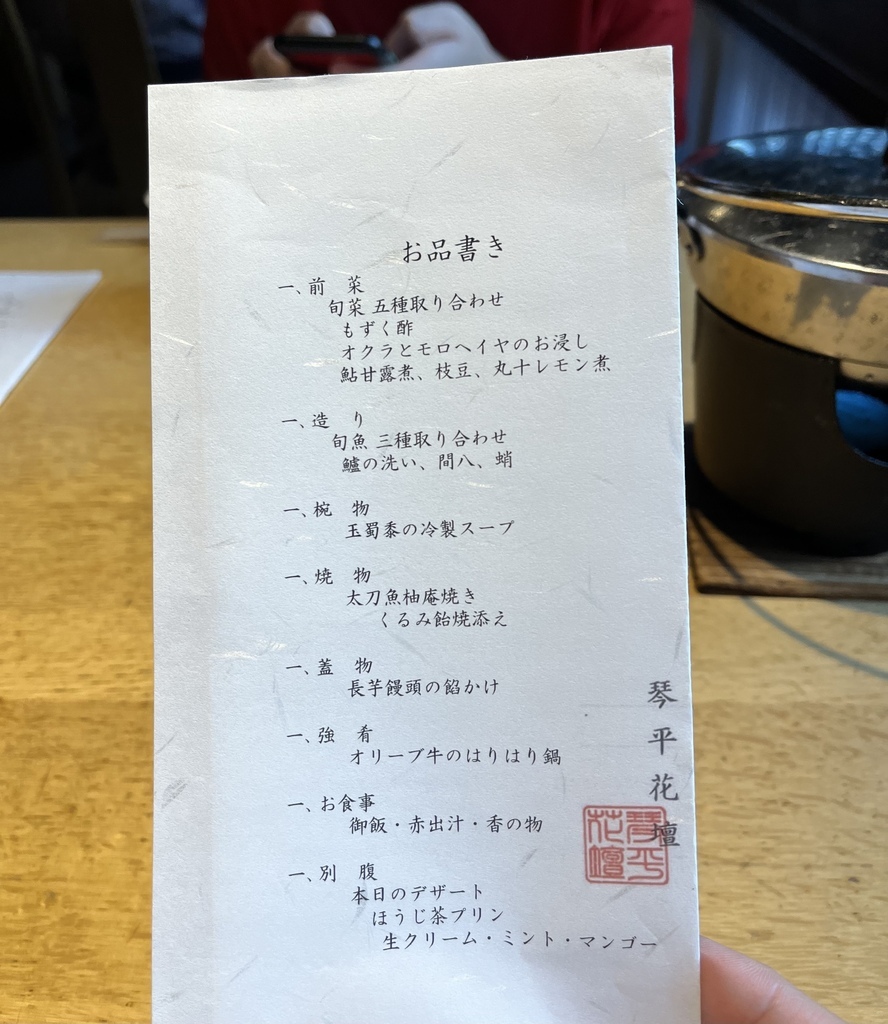 お品書き
一、前　菜
旬菜 五種取り合わせ
もずく酢
オクラとモロヘイヤのお浸し
鮎甘露煮、枝豆、丸十レモン煮
一、造　り
旬魚 三種取り合わせ
鱸の洗い、間八、蛸
一、椀　物
玉蜀黍の冷製スープ
一、焼　物
太刀魚柚庵焼き
くるみ飴焼添え
一、蓋　物
長芋饅頭の餡かけ
一、強　肴
オリーブ牛のはりはり鍋
一、お食事
御飯・赤出汁・香の物
一、別　腹
本日のデザート
ほうじ茶プリン
生クリーム・ミント・マンゴー
琴平花壇
琴平
花壇